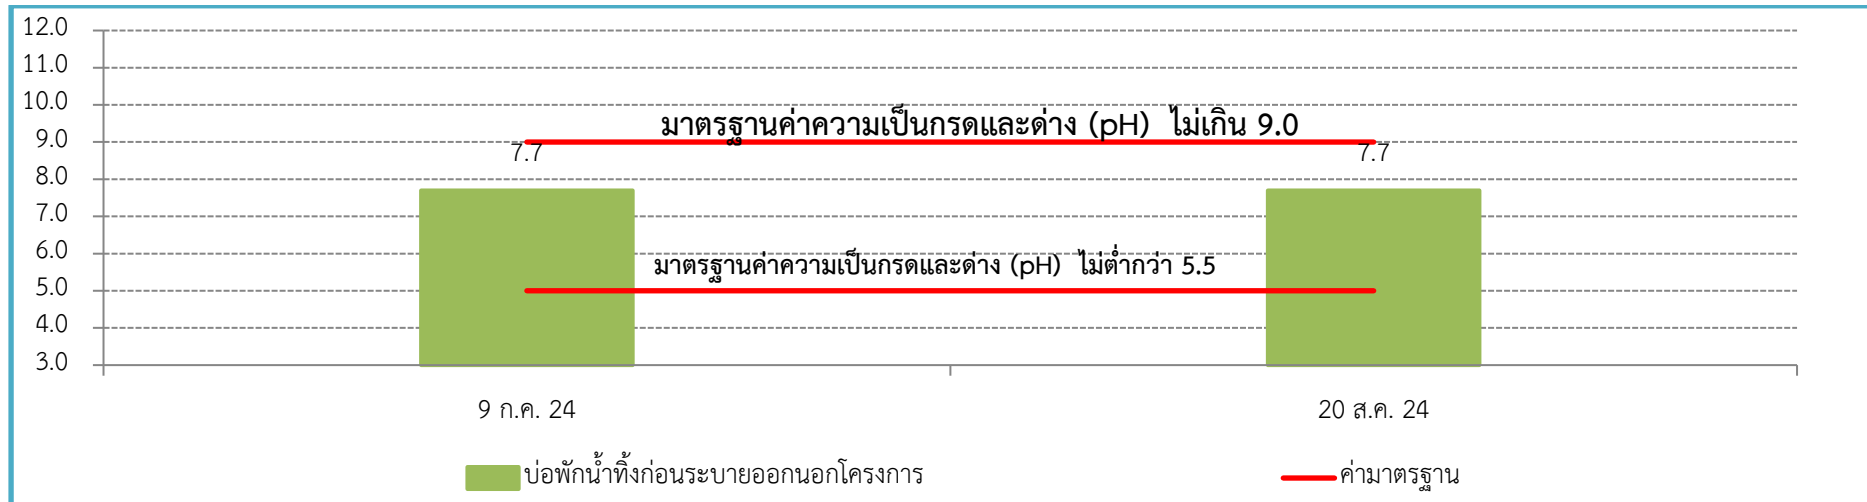 12.0
11.0
10.0
9.0
8.0
7.0
6.0
5.0
4.0
3.0
มาตรฐานค่าความเป็นกรดและด่าง (pH) ไม่เกิน 9.0
7.7
7.7
มาตรฐานค่าความเป็นกรดและด่าง (pH) ไม่ต่ำกว่า 5.5
9 ก.ค. 24
20 ส.ค. 24
บ่อพักน้ำทิ้งก่อนระบายออกนอกโครงการ
ค่ามาตรฐาน